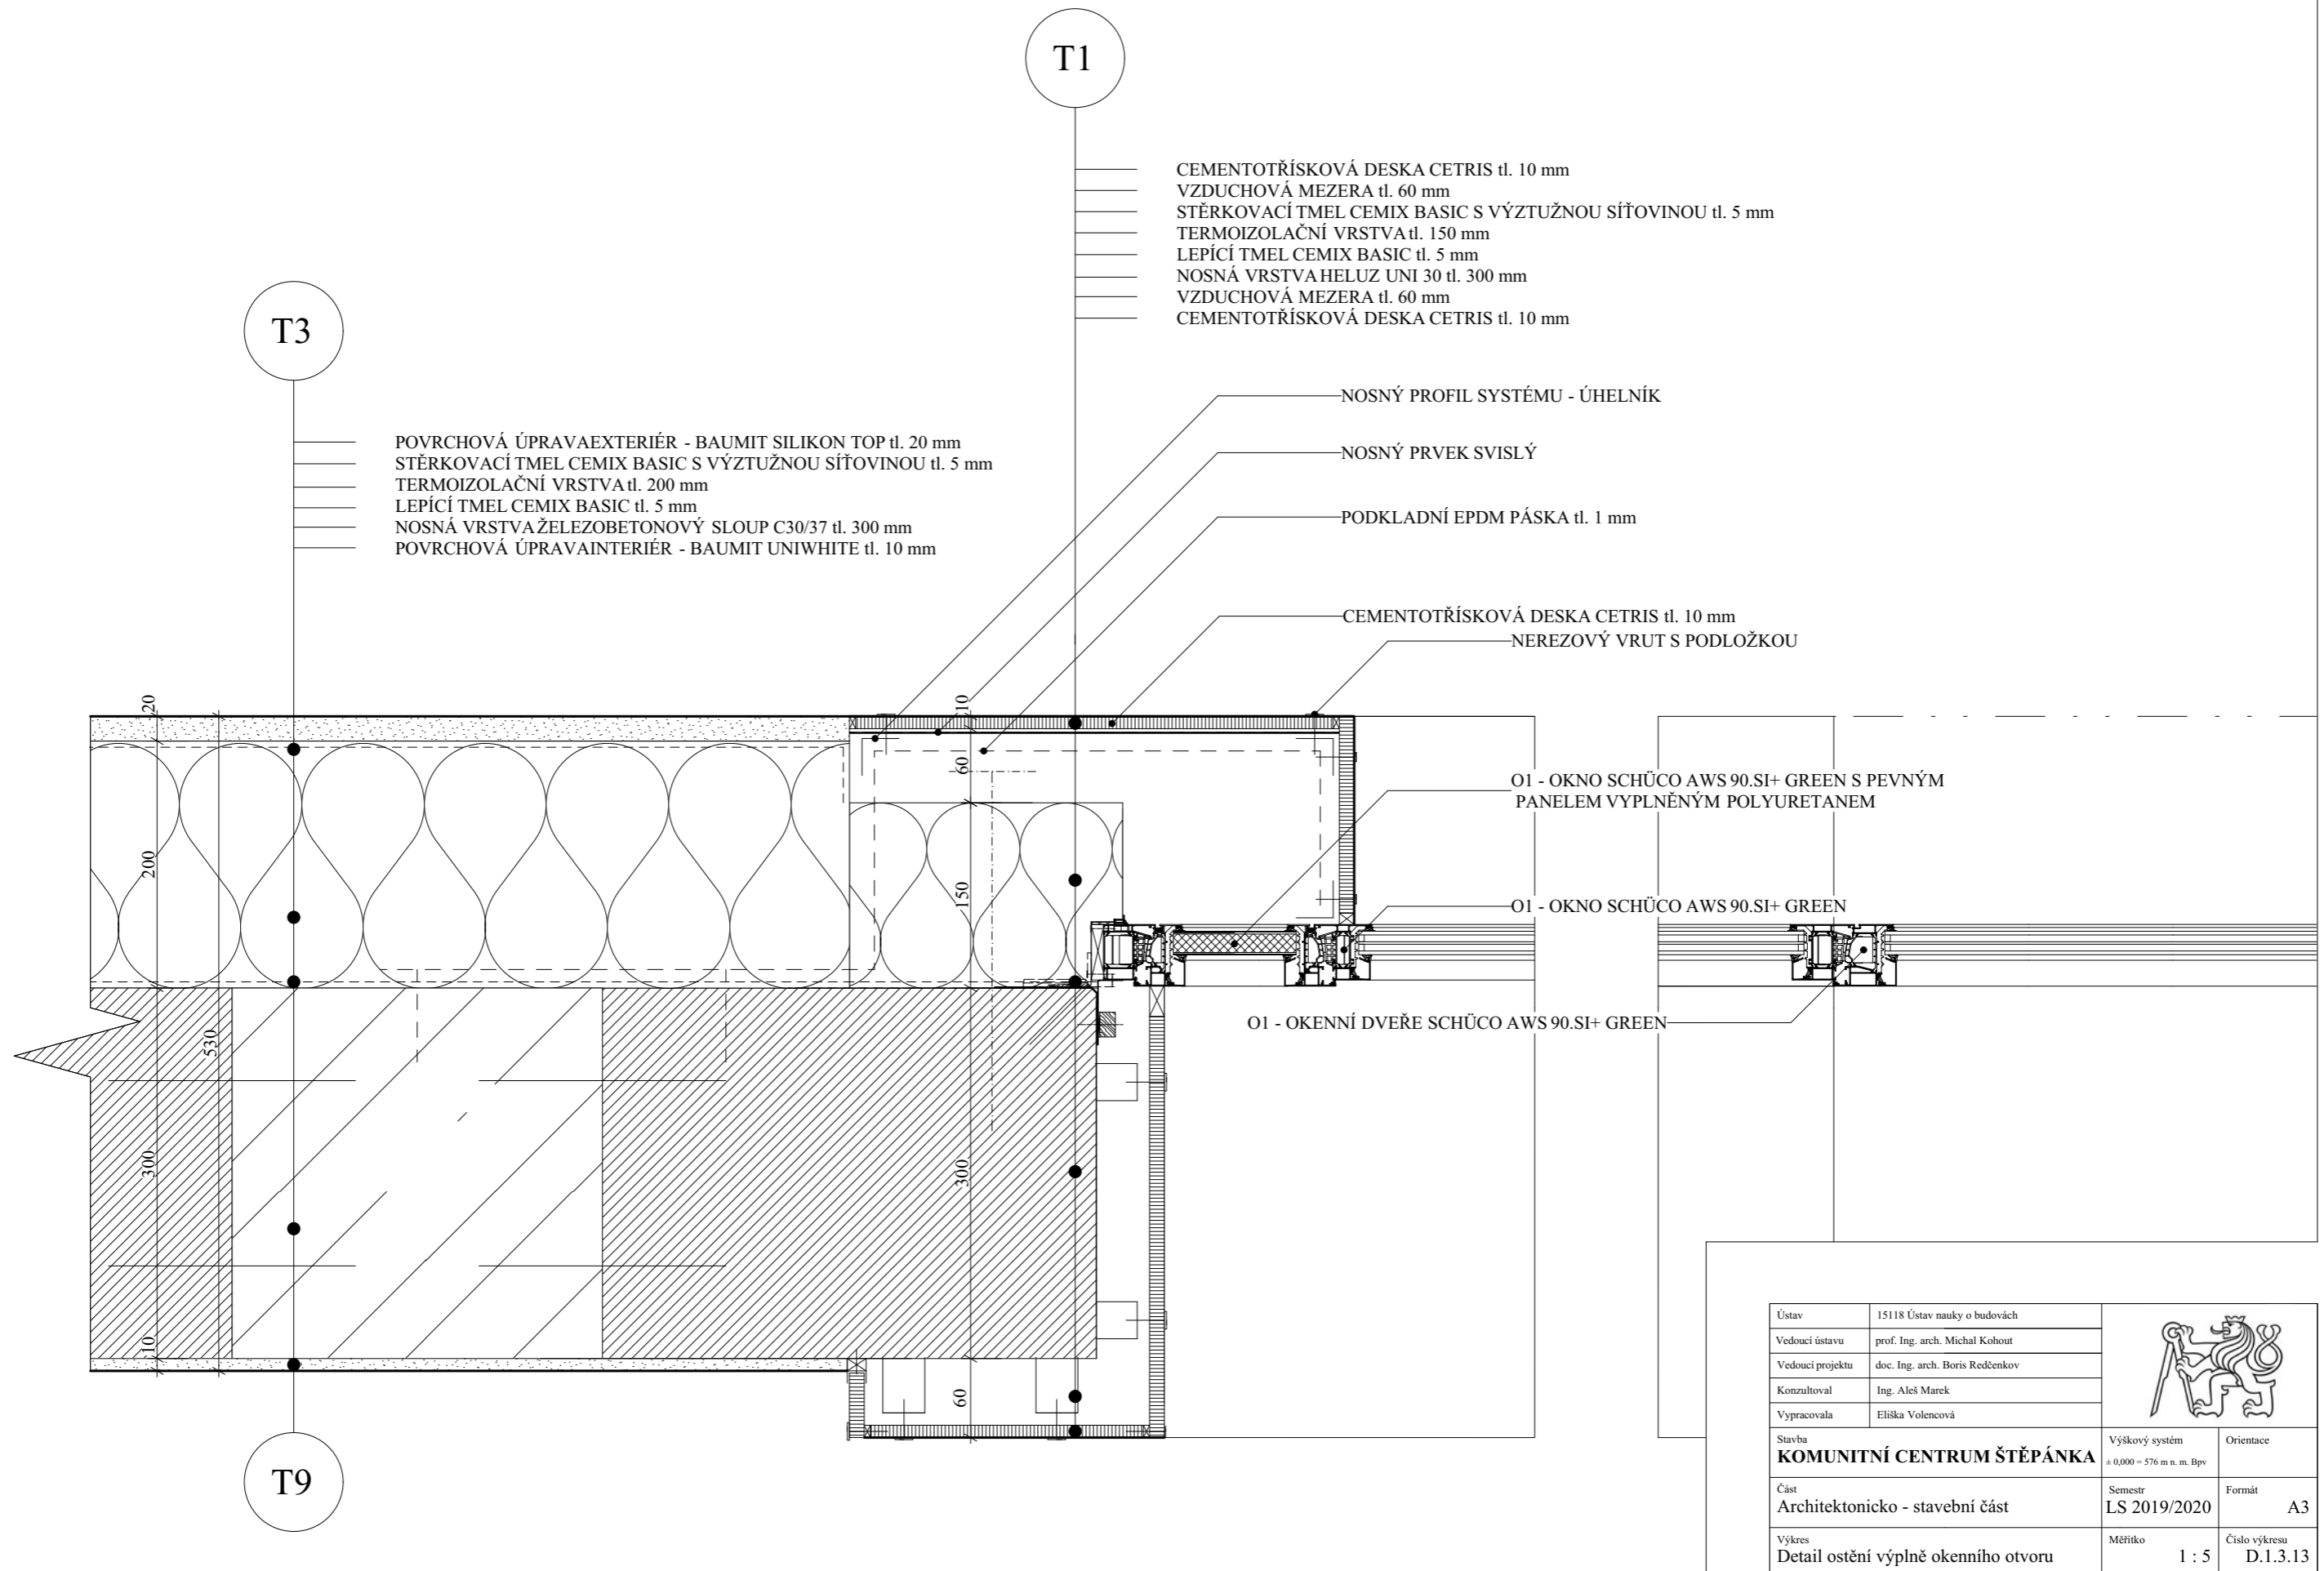 T1
CEMENTOTŘÍSKOVÁ DESKA CETRIS tl. 10 mm
VZDUCHOVÁ MEZERA tl. 60 mm
STĚRKOVACÍ TMEL CEMIX BASIC S VÝZTUŽNOU SÍŤOVINOU tl. 5 mm
TERMOIZOLAČNÍ VRSTVA tl. 150 mm
LEPÍCÍ TMEL CEMIX BASIC tl. 5 mm
NOSNÁ VRSTVA HELUZ UNI 30 tl. 300 mm
VZDUCHOVÁ MEZERA tl. 60 mm
CEMENTOTŘÍSKOVÁ DESKA CETRIS tl. 10 mm
T3
POVRCHOVÁ ÚPRAVAEXTERIÉR - BAUMIT SILIKON TOP tl. 20 mm
STĚRKOVACÍ TMEL CEMIX BASIC S VÝZTUŽNOU SÍŤOVINOU tl. 5 mm
TERMOIZOLAČNÍ VRSTVA tl. 200 mm
LEPÍCÍ TMEL CEMIX BASIC tl. 5 mm
NOSNÁ VRSTVA ŽELEZOBETONOVÝ SLOUP C30/37 tl. 300 mm
POVRCHOVÁ ÚPRAVAINTERIÉR - BAUMIT UNIWHITE tl. 10 mm
NOSNÝ PROFIL SYSTÉMU - ÚHELNÍK
NOSNÝ PRVEK SVISLÝ
PODKLADNÍ EPDM PÁSKA tl. 1 mm
CEMENTOTŘÍSKOVÁ DESKA CETRIS tl. 10 mm
NEREZOVÝ VRUT S PODLOŽKOU
20
10
60
O1 - OKNO SCHÜCO AWS 90.SI+ GREEN S PEVNÝM
PANELEM VYPLNĚNÝM POLYURETANEM
200
150
O1 - OKNO SCHÜCO AWS 90.SI+ GREEN
O1 - OKENNÍ DVEŘE SCHÜCO AWS 90.SI+ GREEN
530
300
300
10
60
T9
Ústav 15118 Ústav nauky o budovách
Vedoucí ústavu prof. Ing. arch. Michal Kohout
Vedoucí projektu doc. Ing. arch. Boris Redčenkov
Konzultoval Ing. Aleš Marek
Vypracovala Eliška Volencová
Stavba
KOMUNITNÍ CENTRUM ŠTĚPÁNKA
Výškový systém
± 0,000 = 576 m n. m. Bpv
Orientace
Část
Architektonicko - stavební část
Semestr
LS 2019/2020
Formát
A3
Výkres
Detail ostění výplně okenního otvoru
Měřítko
1 : 5
Číslo výkresu
D.1.3.13